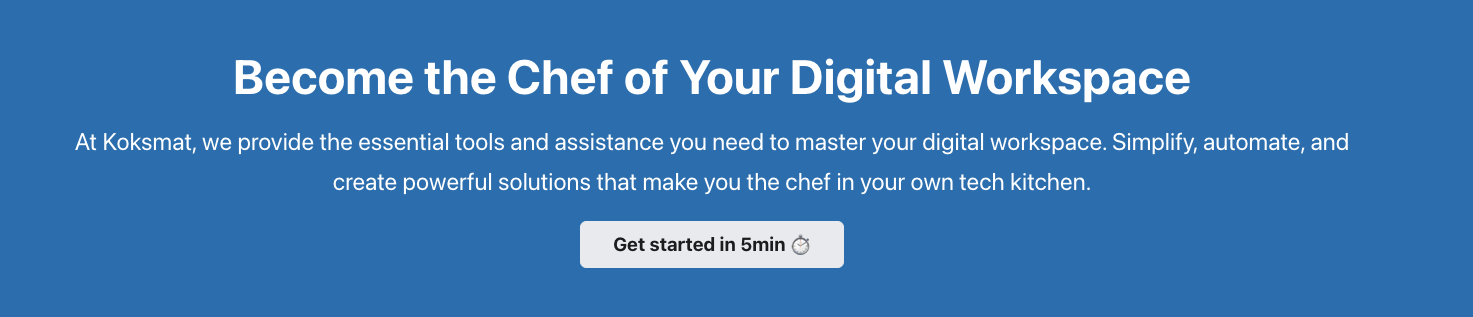 Become the Chef of Your Digital Workspace
At Koksmat, we provide the essential tools and assistance you need to master your digital workspace. Simplify, automate, and
create powerful solutions that make you the chef in your own tech kitchen.
Get started in 5min ⏱️